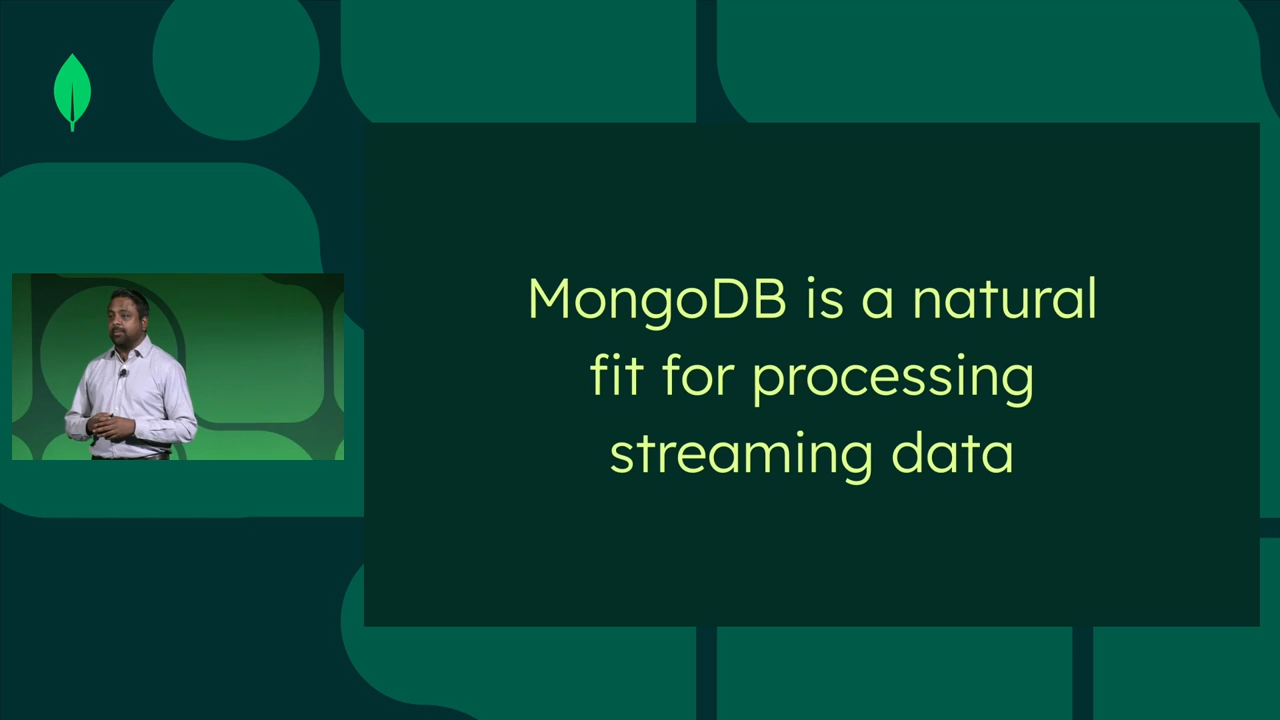 MongoDB is a natural
fit for processing
streaming data